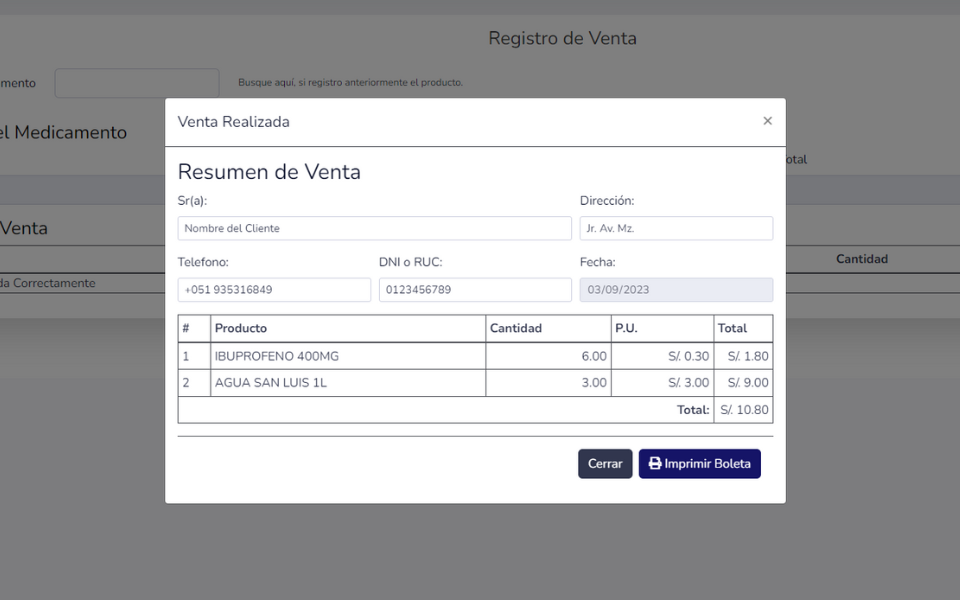 Registro de Venta
mento
Busque aquí, si registro anteriormente el producto.
Venta Realizada ×
el Medicamento
otal
Resumen de Venta
Sr(a): Dirección:
Nombre del Cliente Jr. Av. Mz.
Venta
Telefono: DNI o RUC: Fecha:
Cantidad
da Correctamente
+051 935316849 0123456789 03/09/2023
# Producto Cantidad P.U. Total
1 IBUPROFENO 400MG 6.00 S/. 0.30 S/. 1.80
2 AGUA SAN LUIS 1L 3.00 S/. 3.00 S/. 9.00
Total: S/. 10.80
Cerrar Imprimir Boleta